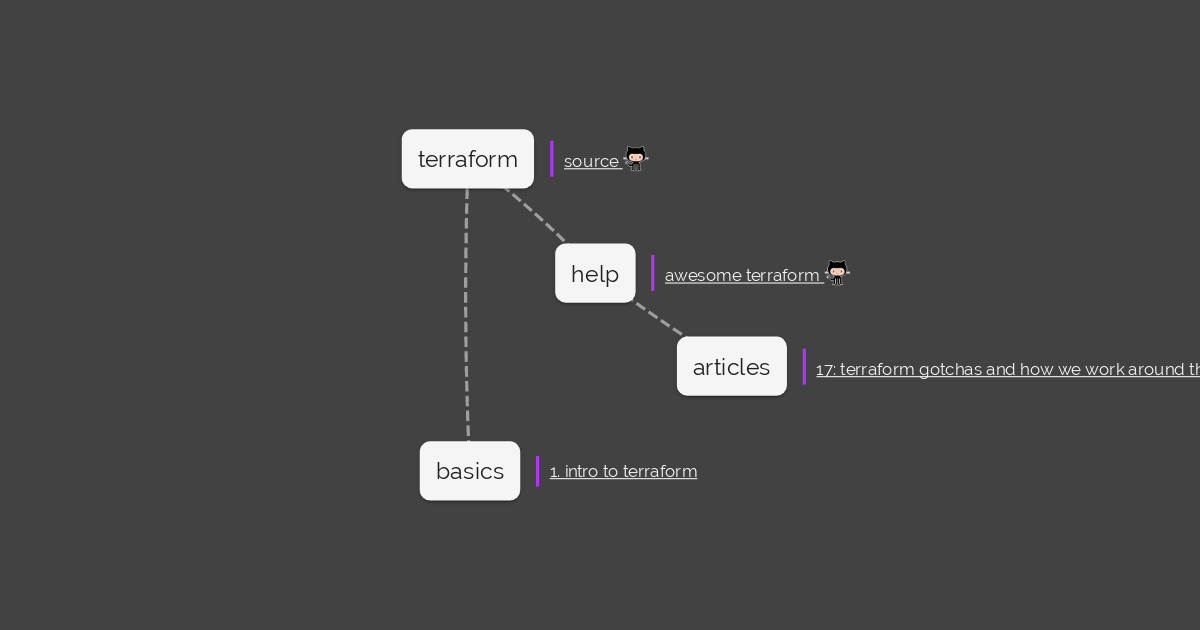 terraform
source
help
awesome terraform
articles
17: terraform gotchas and how we work around
basics
1. intro to terraform